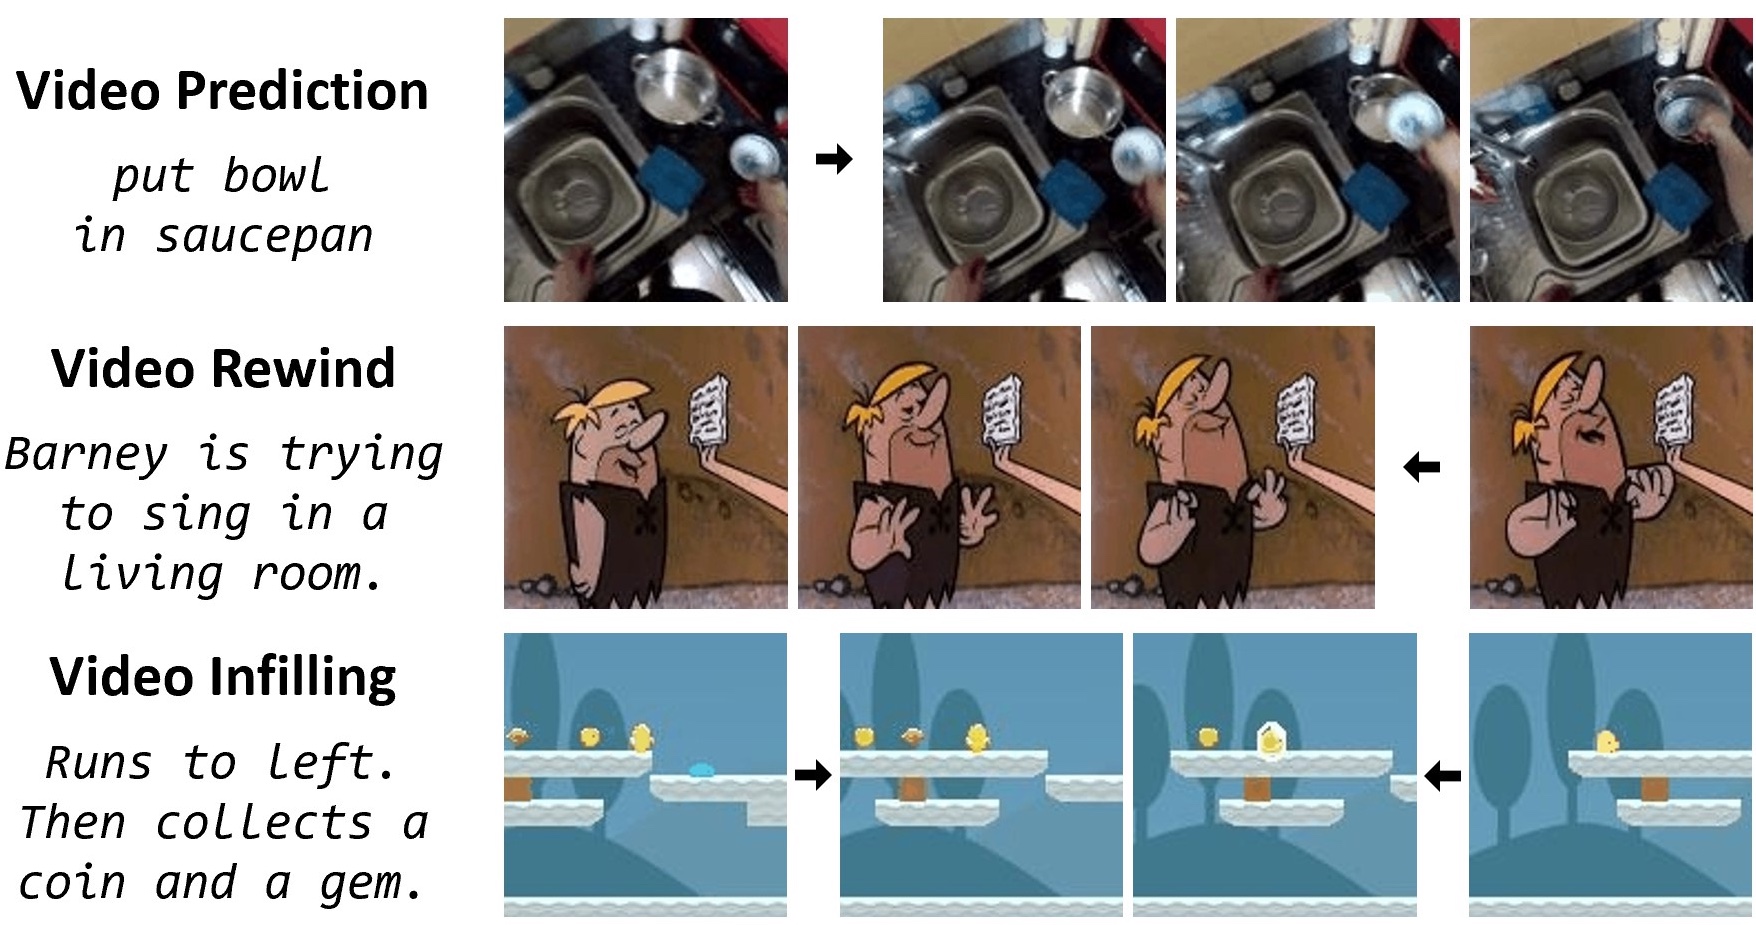 Video Prediction
put bowl
in saucepan
Video Rewind
Barney is trying
to sing in a
living room.
Video Infilling
Runs to left.
Then collects a
coin and a gem.